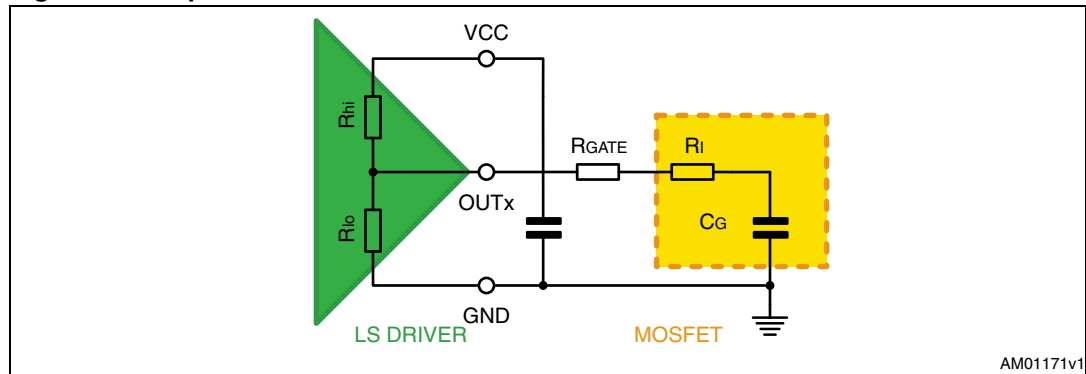 VCC
Rhi
RGATE
RI
OUTx
CG
Rlo
GND
LS DRIVER
MOSFET
AM01171v1